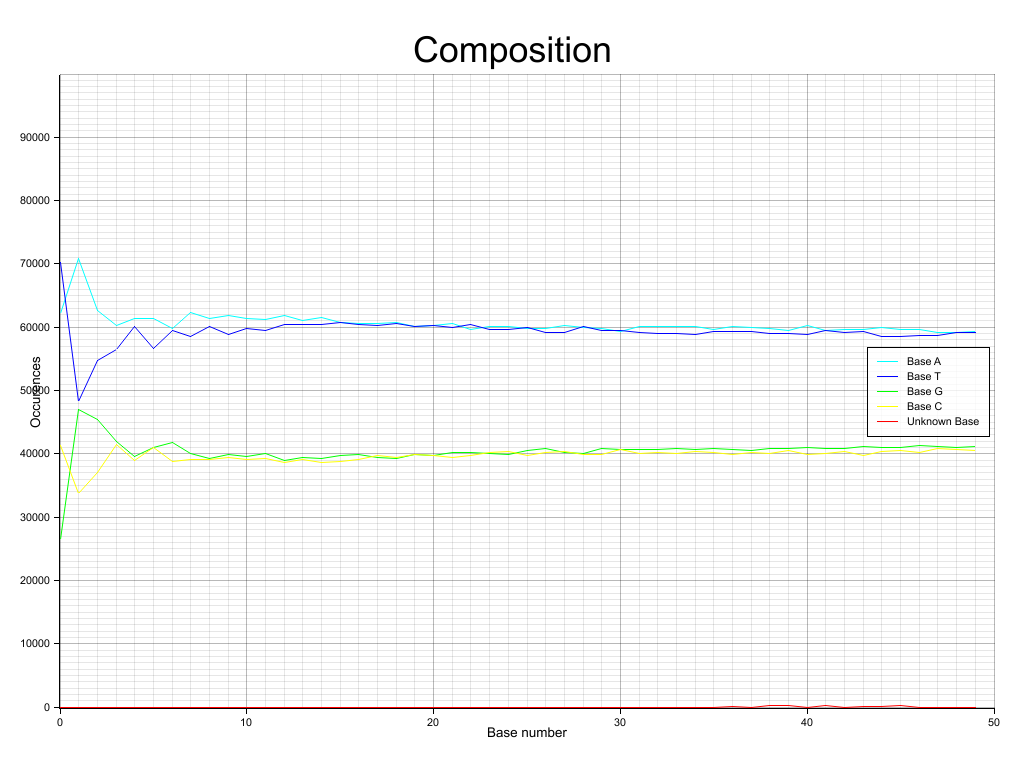 Composition
90000
80000
70000
60000
50000
40000
30000
20000
10000
0
Occurences
Base A
Base T
Base G
Base C
Unknown Base
0 10 20 30 40 50
Base number